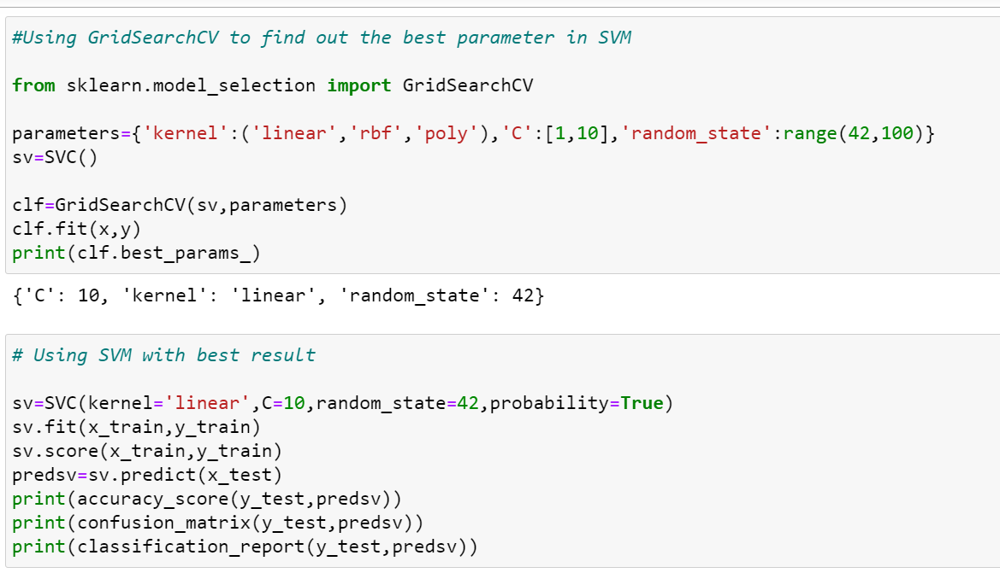 #Using GridSearchCV to find out the best parameter in SVM
from sklearn.model_selection import GridSearchCV
parameters={'kernel':('linear','rbf','poly'),'C':[1,10],'random_state':range(42,100)}
sv=SVC()
clf=GridSearchCV(sv,parameters)
clf.fit(x,y)
print(clf.best_params_)
{'C': 10, 'kernel': 'linear', 'random_state': 42}
# Using SVM with best result
sv=SVC(kernel='linear',C=10,random_state=42,probability=True)
sv.fit(x_train,y_train)
sv.score(x_train,y_train)
predsv=sv.predict(x_test)
print(accuracy_score(y_test,predsv))
print(confusion_matrix(y_test,predsv))
print(classification_report(y_test,predsv))